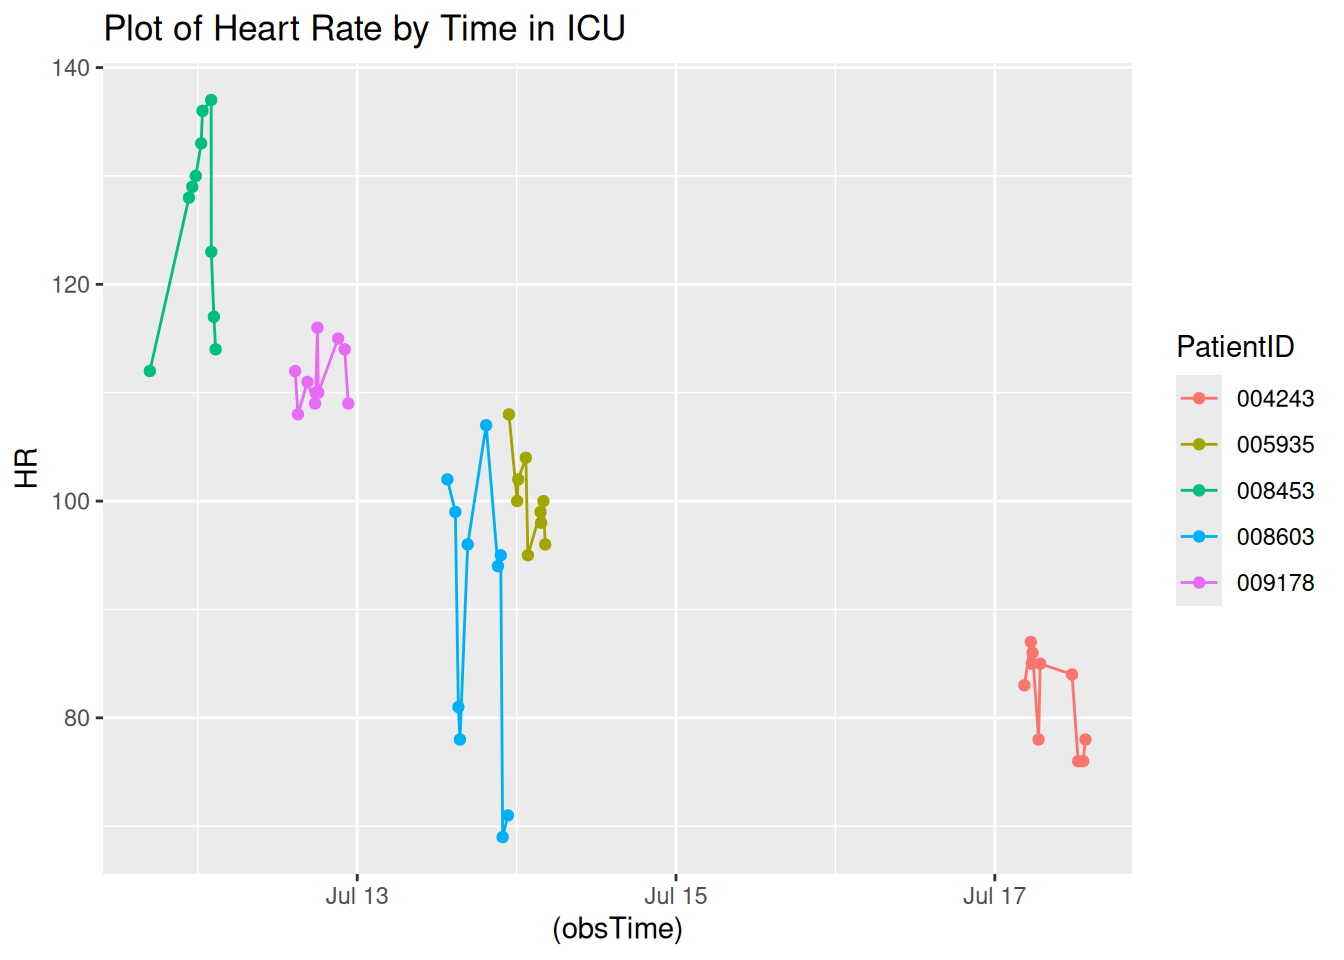 Plot of Heart Rate by Time in ICU
140
120
100
80
HR
Jul 13
Jul 15
Jul 17
(obsTime)
PatientID
004243
005935
008453
008603
009178